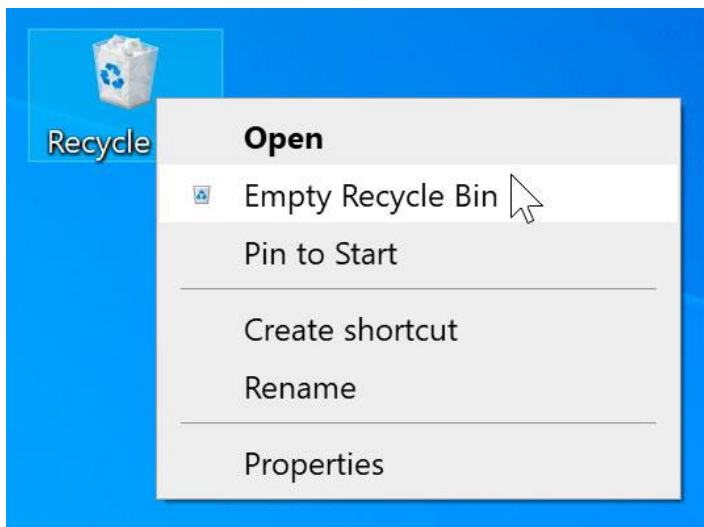 Recycle
Open
Empty Recycle Bin
Pin to Start
Create shortcut
Rename
Properties